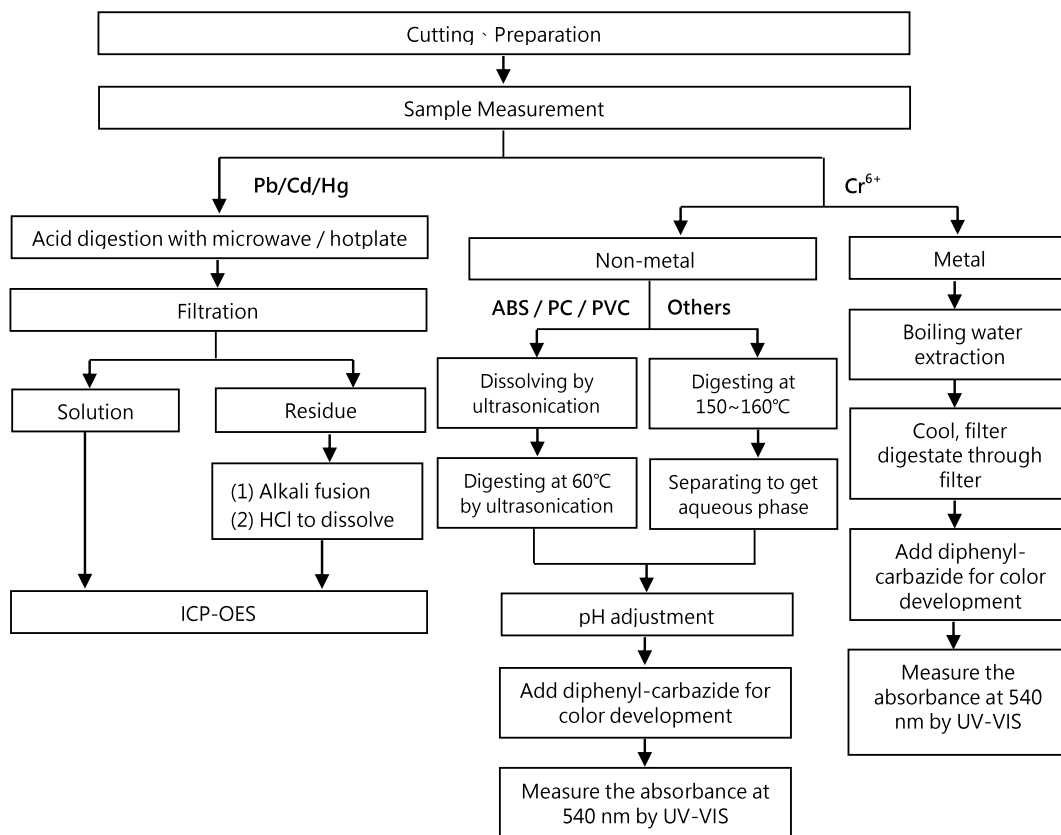 Cutting、Preparation
Sample Measurement
Pb/Cd/Hg
Cr⁶⁺
Acid digestion with microwave / hotplate
Filtration
Solution
Residue
(1) Alkali fusion
(2) HCl to dissolve
ICP-OES
Non-metal
ABS / PC / PVC
Others
Dissolving by
ultrasonication
Digesting at
150~160℃
Digesting at 60℃
by ultrasonication
Separating to get
aqueous phase
pH adjustment
Add diphenyl-carbazide for
color development
Measure the absorbance at
540 nm by UV-VIS
Metal
Boiling water
extraction
Cool, filter
digestate through
filter
Add diphenyl-
carbazide for color
development
Measure the
absorbance at 540
nm by UV-VIS